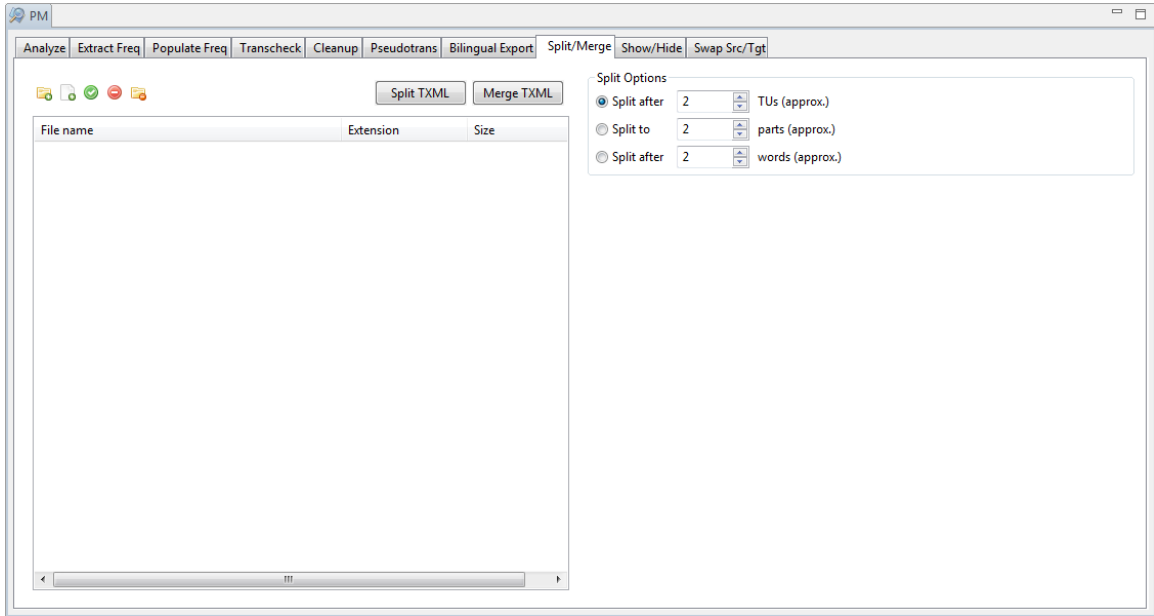 PM
Analyze Extract Freq Populate Freq Transcheck Cleanup Pseudotrans Bilingual Export Split/Merge Show/Hide Swap Src/Tgt
Split TXML Merge TXML
File name Extension Size
Split Options
Split after 2 TUs (approx.)
Split to 2 parts (approx.)
Split after 2 words (approx.)